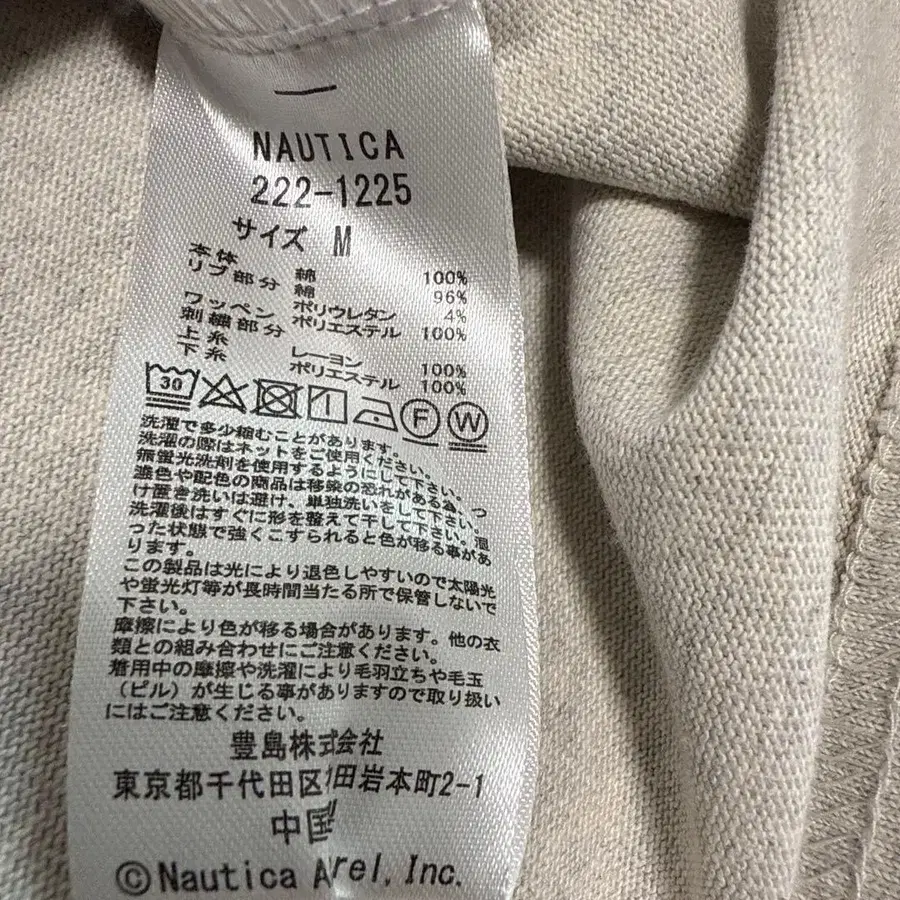 NAUTICA
222-1225
サイズ M
本体 綿 100%
リブ部分 綿 96%
ポリウレタン 4%
ワッペン ポリエステル 100%
刺繍部分
上糸 レーヨン 100%
下糸 ポリエステル 100%
30 F W
洗濯で多少縮むことがあります。
洗濯の際はネットをご使用ください。
無蛍光洗剤を使用するようにして下さい。
濃色や配色の商品は移染の恐れがある為、つ
け置き洗いは避け、単独洗いをして下さい。
洗濯後はすぐに形を整えて干して下さい。湿
った状態で強くこすられると色が移る事があ
ります。
この製品は光により退色しやすいので太陽光
や蛍光灯等が長時間当たる所で保管しないで
下さい。
摩擦により色が移る場合があります。他の衣
類との組み合わせにご注意ください。
着用中の摩擦や洗濯により毛羽立ちや毛玉
（ピル）が生じる事がありますので取り扱い
にはご注意ください。
豊島株式会社
東京都千代田区 田岩本町2-1
中国
©Nautica A rel, Inc.